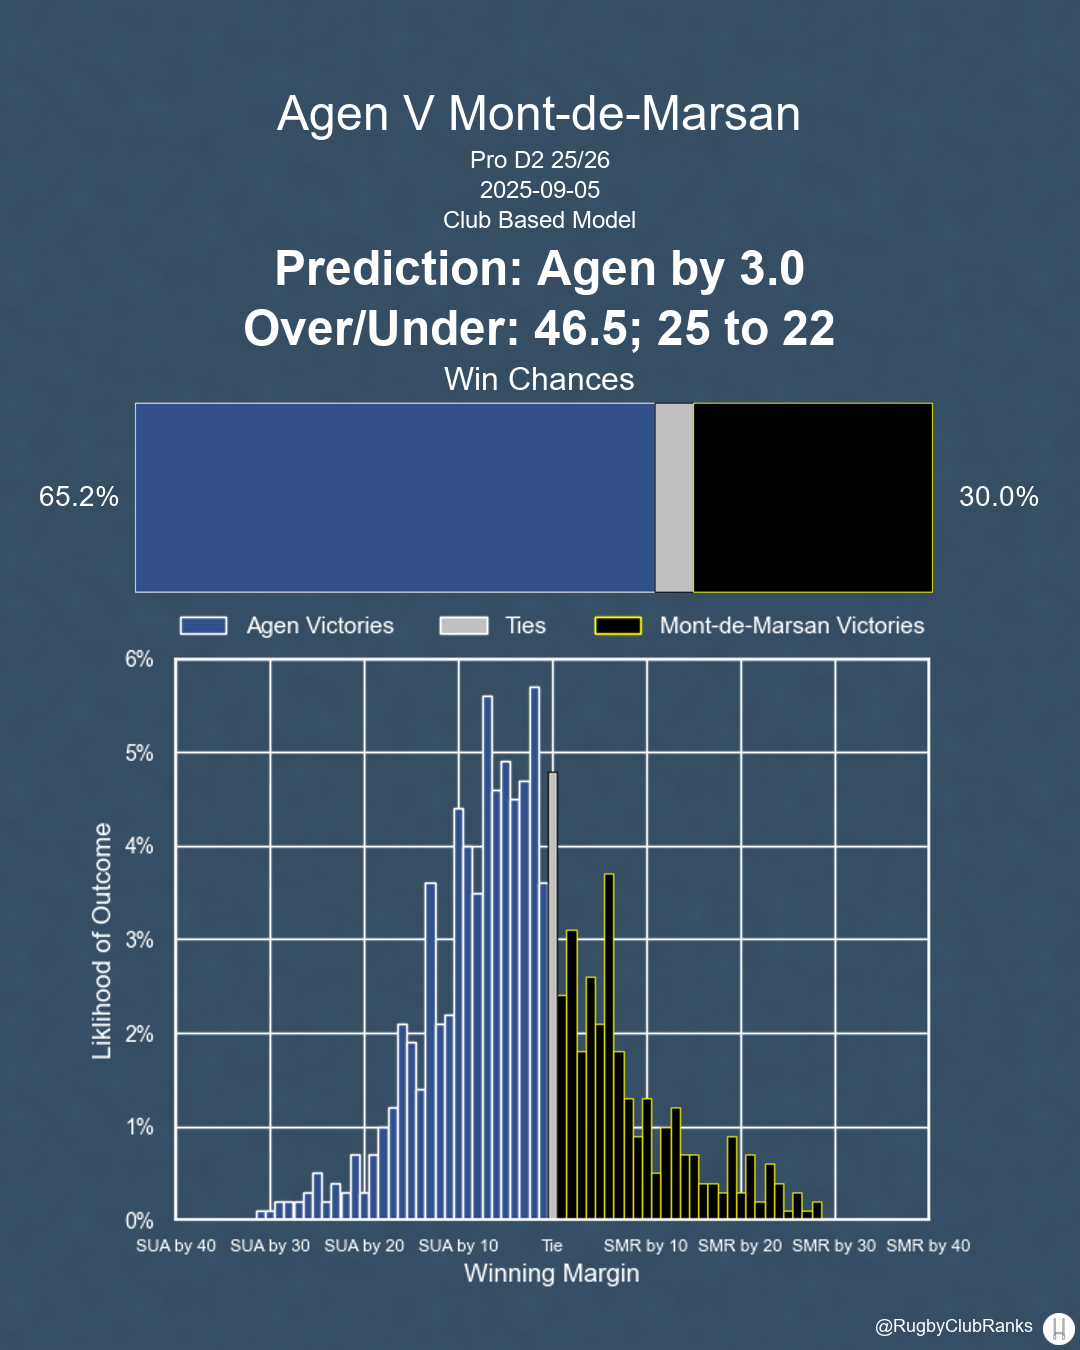 Agen V Mont-de-Marsan
Pro D2 25/26
2025-09-05
Club Based Model
Prediction: Agen by 3.0
Over/Under: 46.5; 25 to 22
Win Chances
65.2%
30.0%
Agen Victories Ties Mont-de-Marsan Victories
6%
5%
4%
3%
2%
1%
0%
Liklihood of Outcome
SUA by 40 SUA by 30 SUA by 20 SUA by 10 Tie SMR by 10 SMR by 20 SMR by 30 SMR by 40
Winning Margin
@RugbyClubRanks